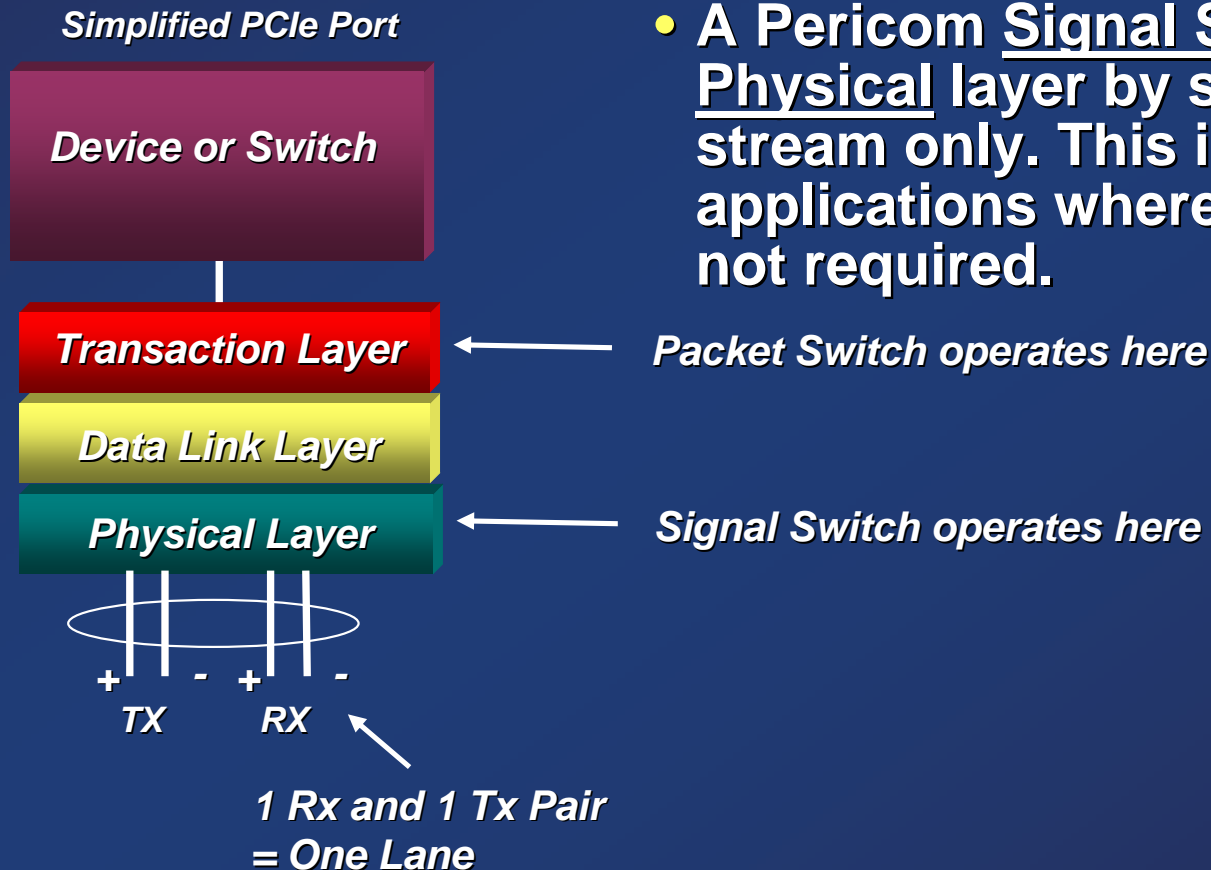 Simplified PCIe Port
Device or Switch
Transaction Layer
Data Link Layer
Physical Layer
+ - + -
TX RX
1 Rx and 1 Tx Pair
= One Lane
• A Pericom Signal
Physical layer by
stream only. This
applications where
not required.
Packet Switch operates here
Signal Switch operates here